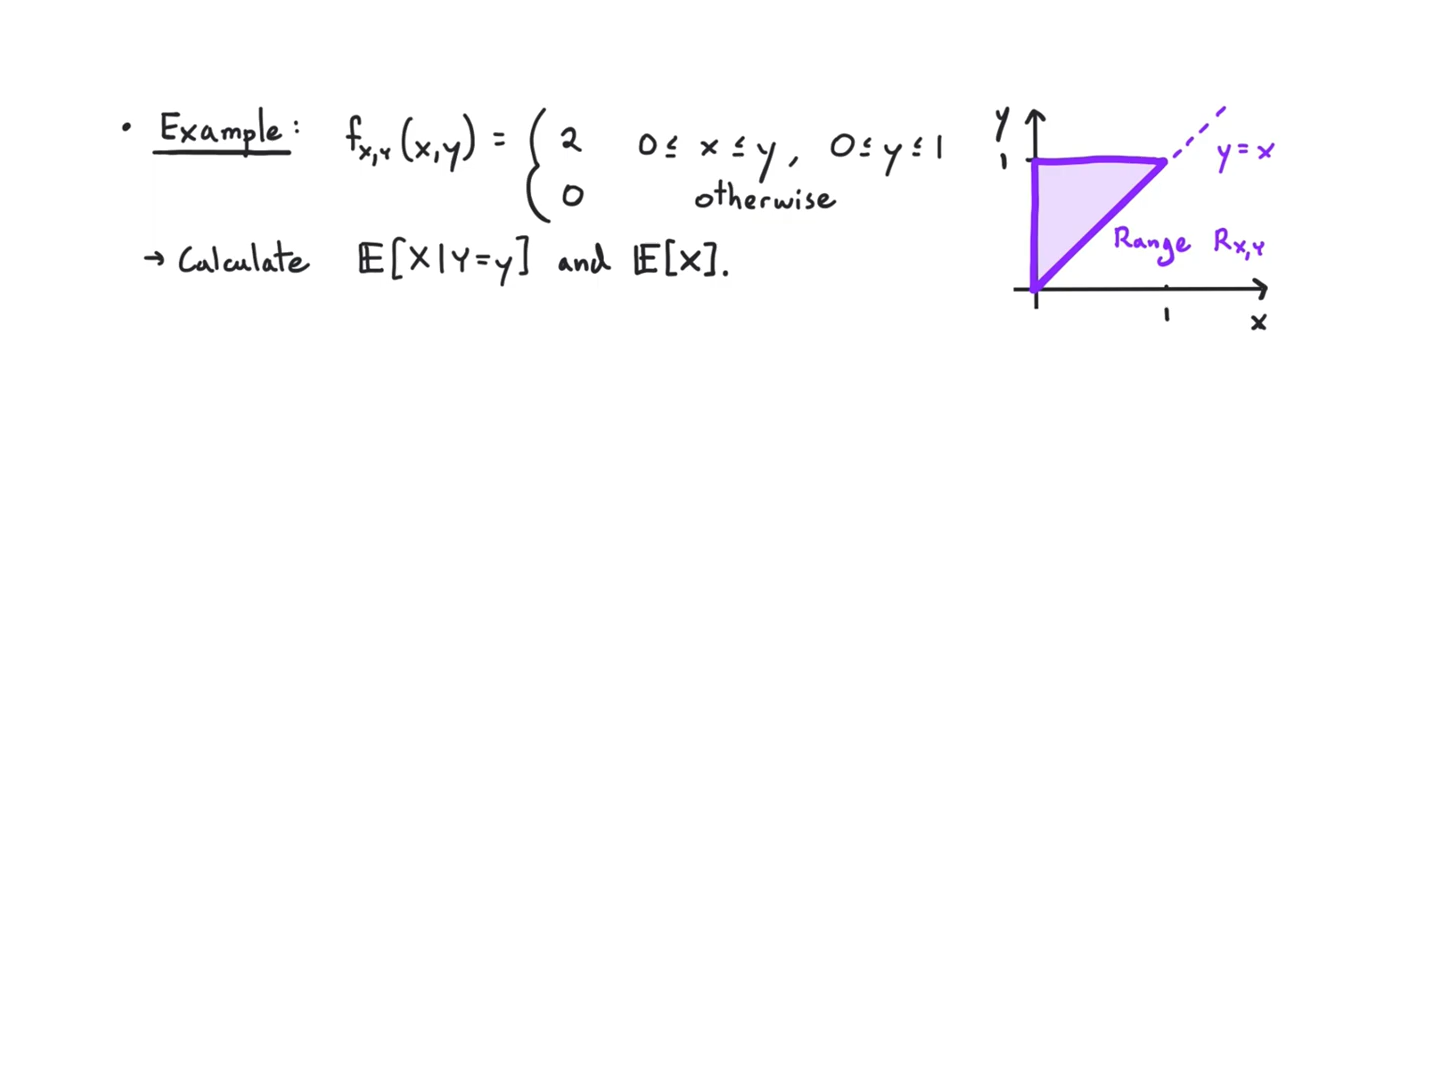 • Example: f_{X,Y}(x,y) = { 2 0 ≤ x ≤ y, 0 ≤ y ≤ 1
0 otherwise
→ Calculate 𝔼[X|Y=y] and 𝔼[X].
y
1
y = x
Range R_{X,Y}
1
x